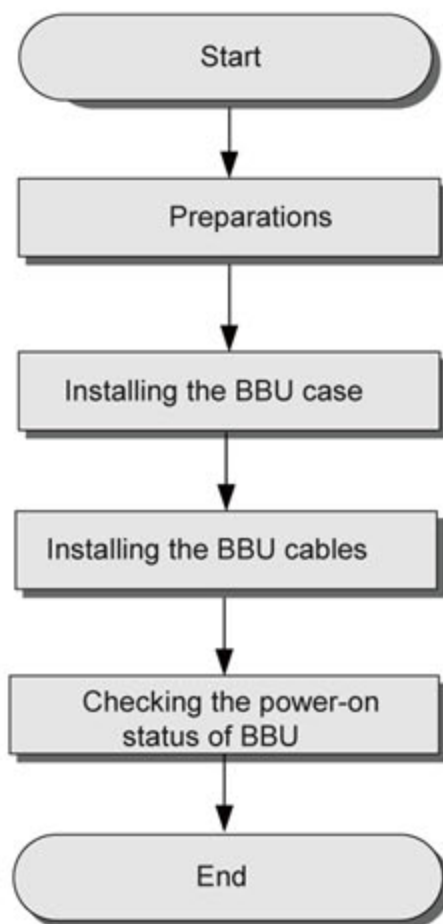 Start
Preparations
Installing the BBU case
Installing the BBU cables
Checking the power-on
status of BBU
End